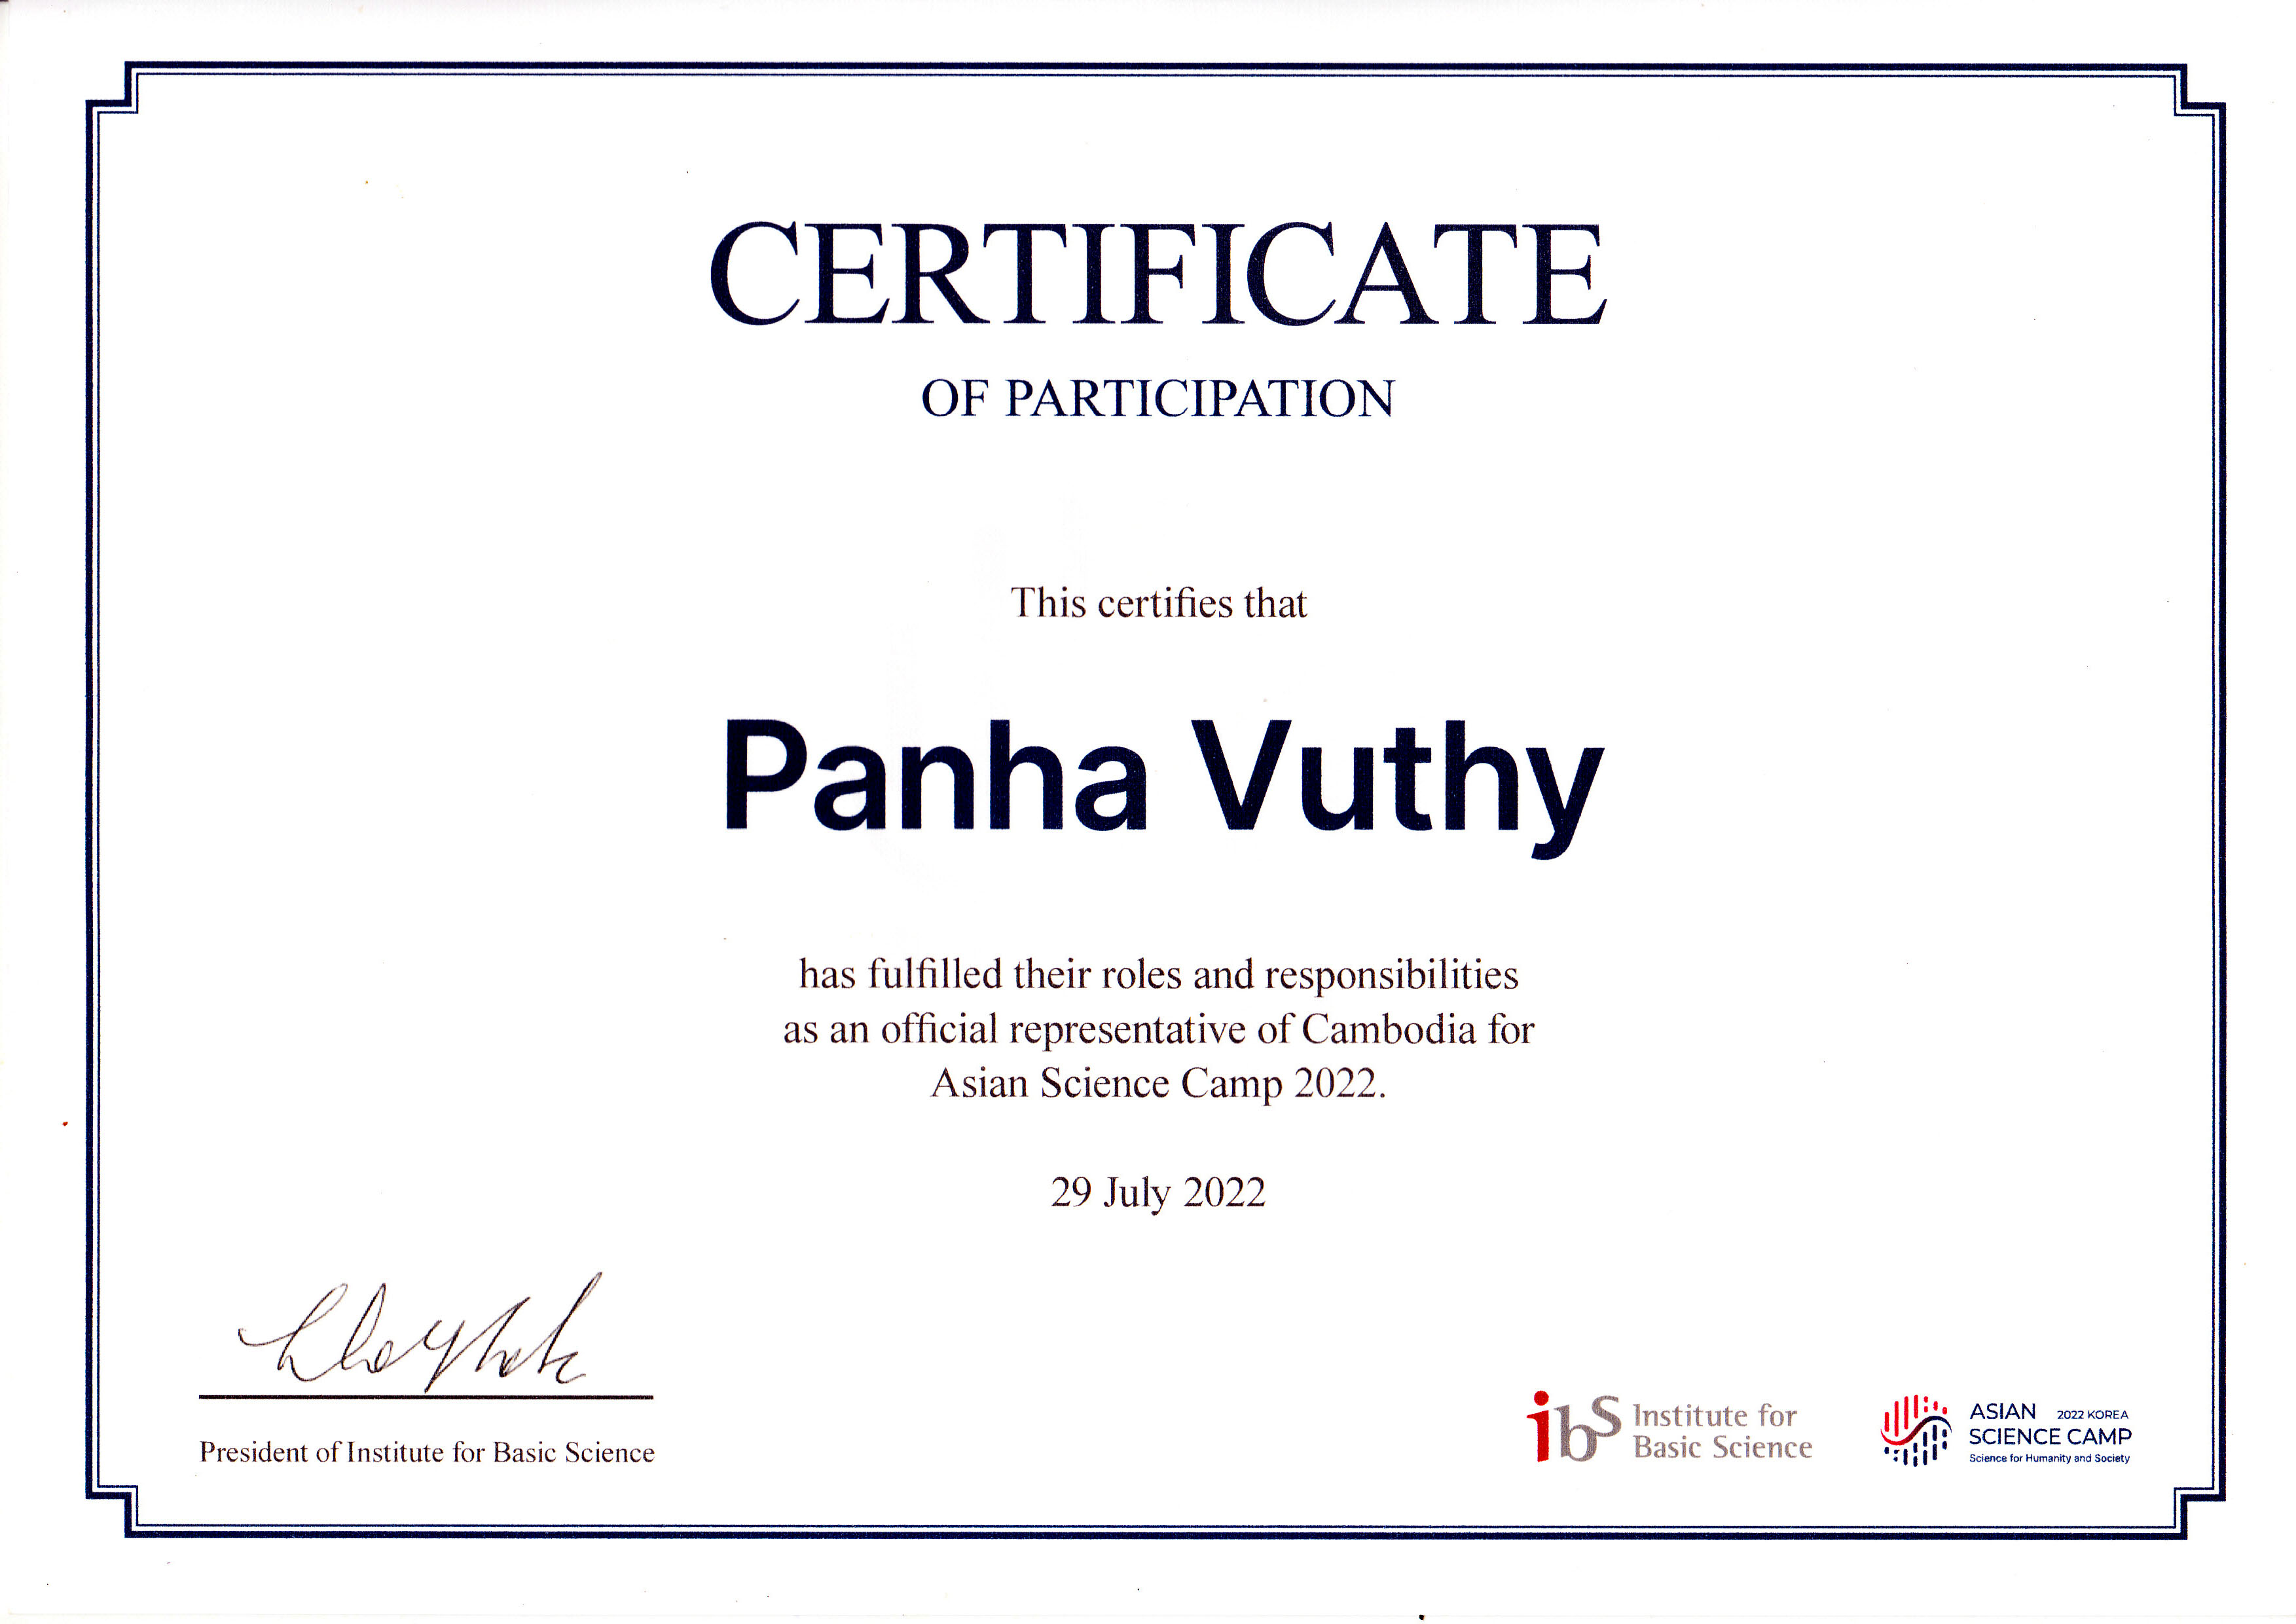 CERTIFICATE
OF PARTICIPATION
This certifies that
Panha Vuthy
has fulfilled their roles and responsibilities
as an official representative of Cambodia for
Asian Science Camp 2022.
29 July 2022
President of Institute for Basic Science
ibs Institute for
Basic Science
ASIAN 2022 KOREA
SCIENCE CAMP
Science for Humanity and Society